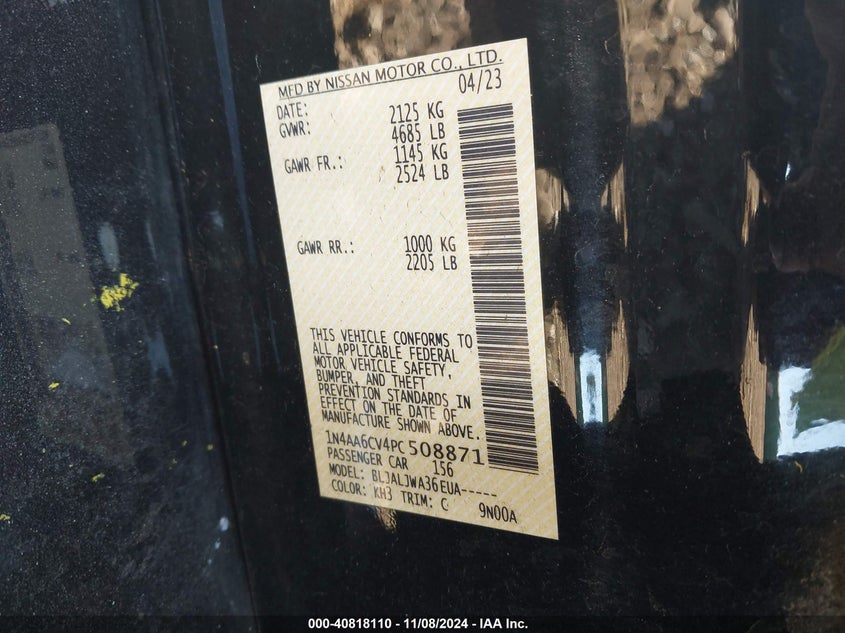 MFD BY NISSAN MOTOR CO., LTD.
DATE: 04/23
GVWR: 2125 KG
4685 LB
GAWR FR.: 1145 KG
2524 LB
GAWR RR.: 1000 KG
2205 LB
THIS VEHICLE CONFORMS TO
ALL APPLICABLE FEDERAL
MOTOR VEHICLE SAFETY,
BUMPER, AND THEFT
PREVENTION STANDARDS IN
EFFECT ON THE DATE OF
MANUFACTURE SHOWN ABOVE.
1N4AA6CV4PC508871
PASSENGER CAR 156
MODEL: BLJALJWA36EUA-----
COLOR: KH3 TRIM: C 9N00A
000-40818110 - 11/08/2024 - IAA Inc.